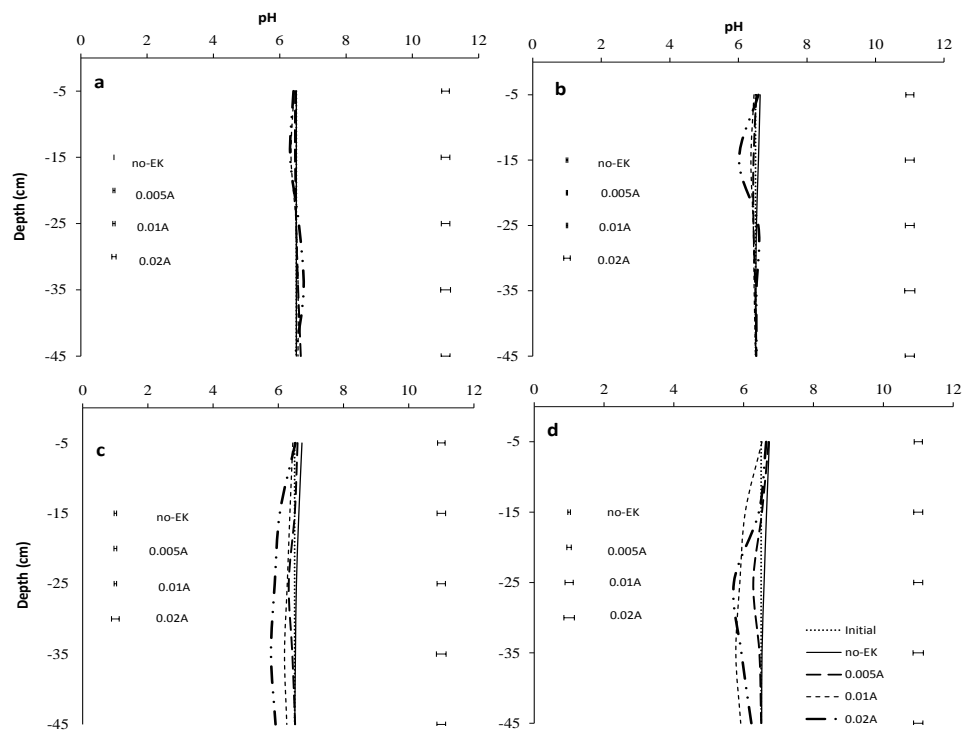 pH
0 2 4 6 8 10 12
a
-5
-15
-25
-35
-45
Depth (cm)
no-EK
0.005A
0.01A
0.02A
pH
0 2 4 6 8 10 12
b
-5
-15
-25
-35
-45
no-EK
0.005A
0.01A
0.02A
0 2 4 6 8 10 12
c
-5
-15
-25
-35
-45
Depth (cm)
no-EK
0.005A
0.01A
0.02A
0 2 4 6 8 10 12
d
-5
-15
-25
-35
-45
no-EK
0.005A
0.01A
0.02A
Initial
no-EK
0.005A
0.01A
0.02A